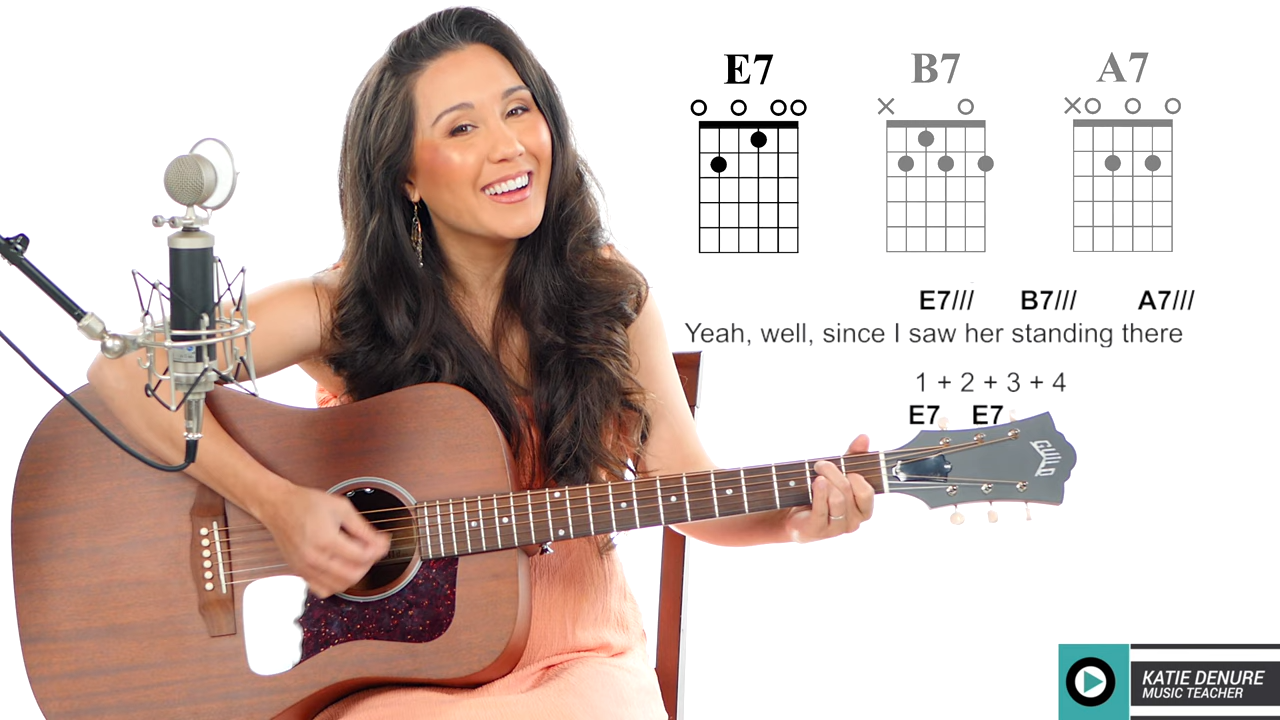 E7 B7 A7
E7/// B7/// A7///
Yeah, well, since I saw her standing there
1 + 2 + 3 + 4
E7 E7
GUILD
KATIE DENURE
MUSIC TEACHER